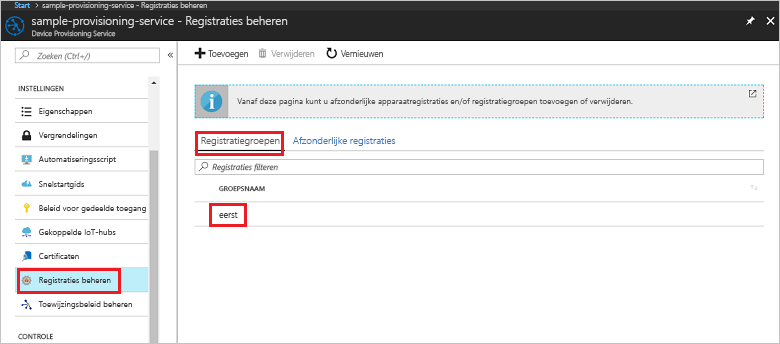 Start > sample-provisioning-service - Registraties beheren
sample-provisioning-service - Registraties beheren
Device Provisioning Service
Zoeken (Ctrl+/)
INSTELLINGEN
Eigenschappen
Vergrendelingen
Automatiseringsscript
Snelstartgids
Beleid voor gedeelde toegang
Gekoppelde IoT-hubs
Certificaten
Registraties beheren
Toewijzingsbeleid beheren
CONTROLE
Toevoegen Verwijderen Vernieuwen
Vanaf deze pagina kunt u afzonderlijke apparaatregistraties en/of registratiegroepen toevoegen of verwijderen.
Registratiegroepen Afzonderlijke registraties
Registraties filteren
GROEPSNAAM
eerst